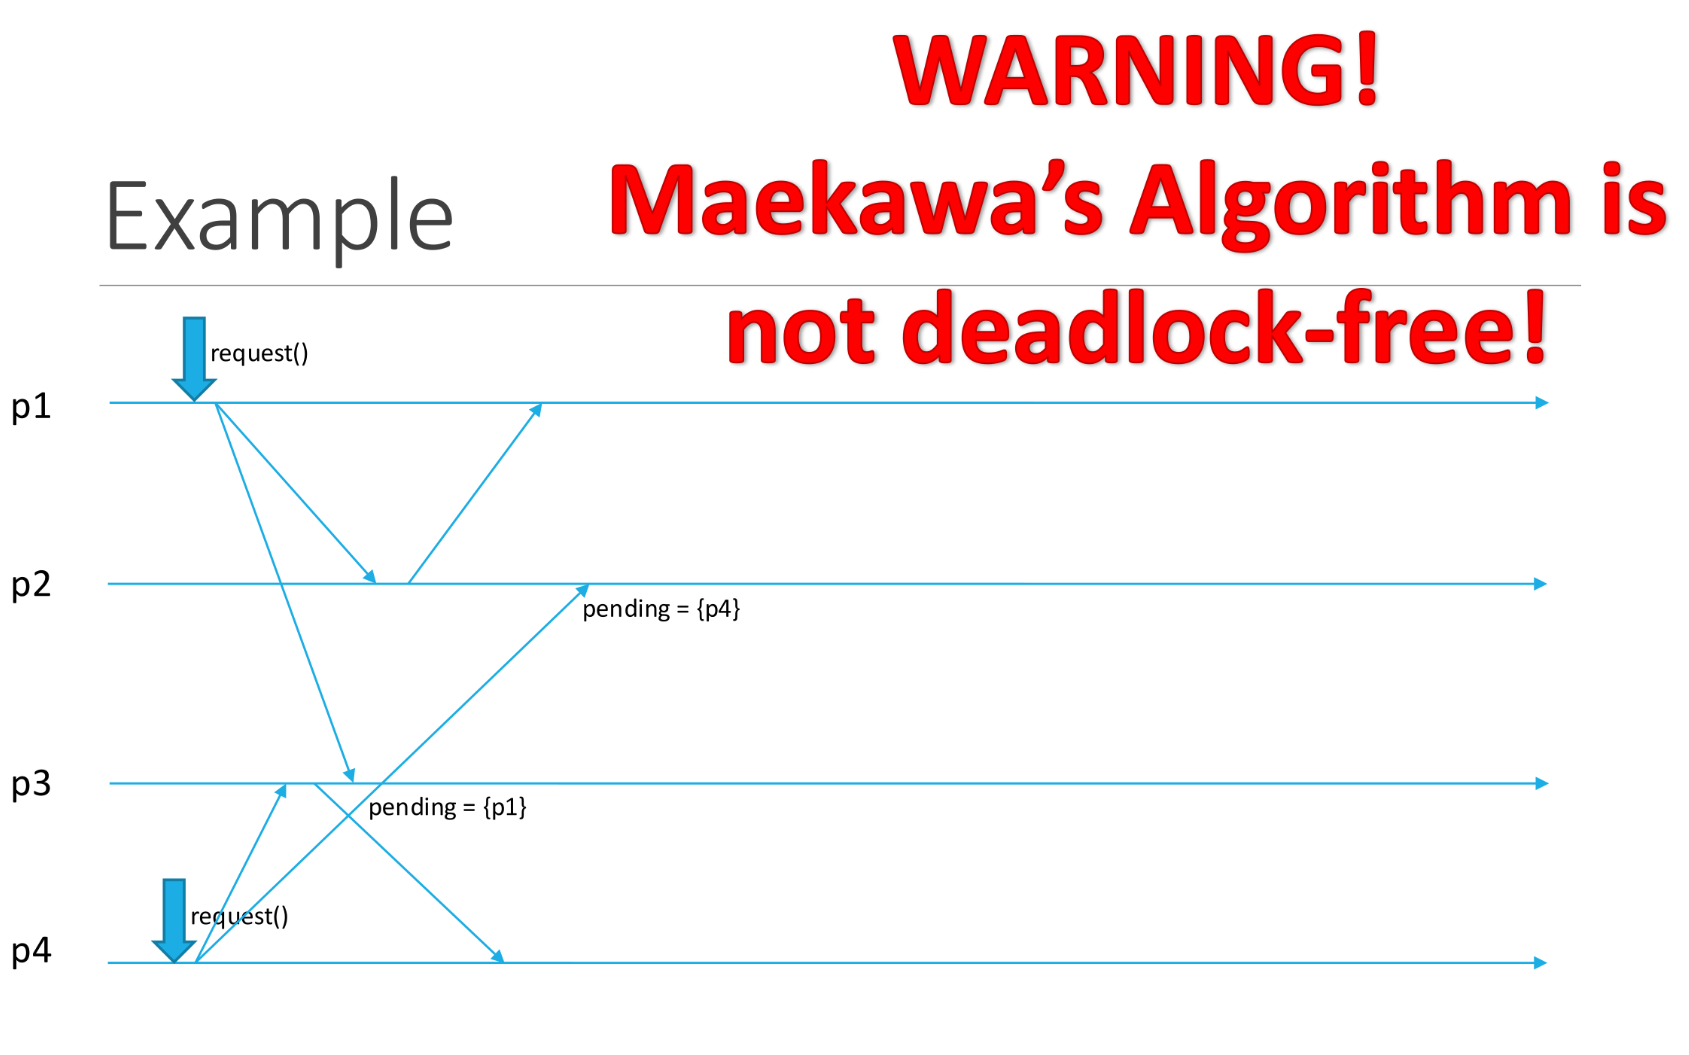 WARNING!
Maekawa’s Algorithm is
not deadlock-free!
Example
request()
p1
p2
pending = {p4}
p3
pending = {p1}
request()
p4